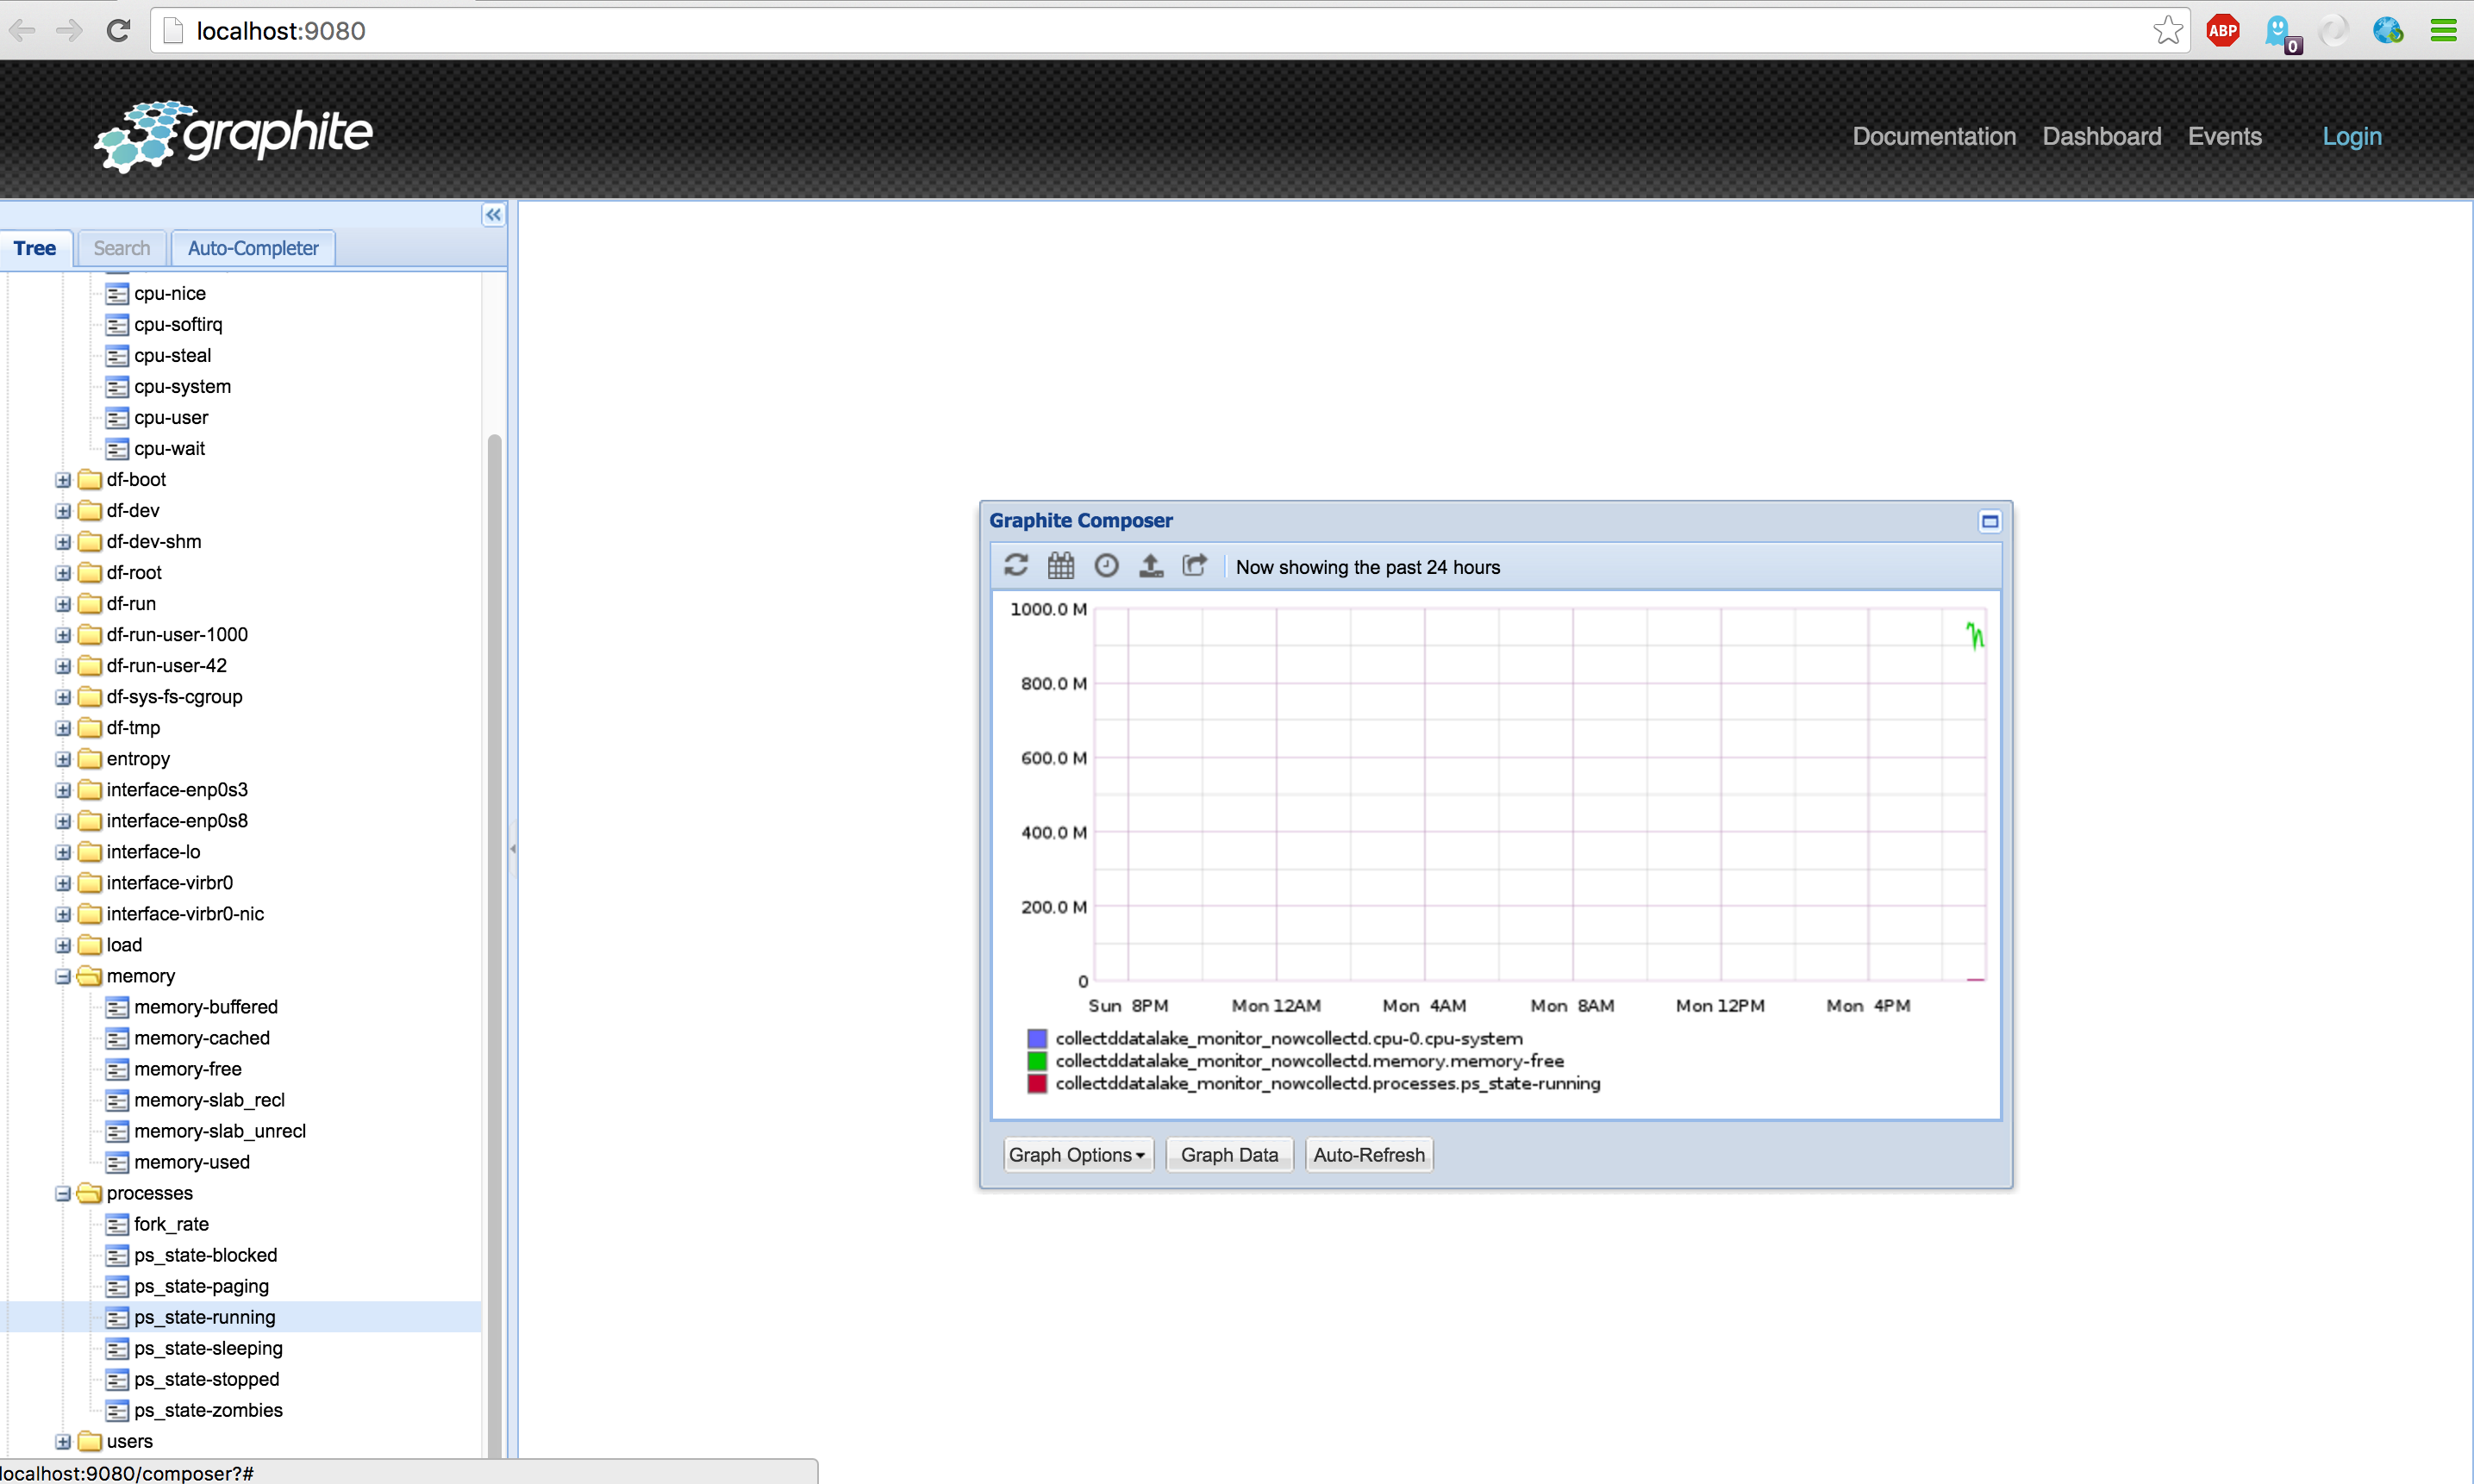 localhost:9080
ABP
0
graphite
Documentation Dashboard Events Login
Tree Search Auto-Completer
cpu-nice
cpu-softirq
cpu-steal
cpu-system
cpu-user
cpu-wait
df-boot
df-dev
df-dev-shm
df-root
df-run
df-run-user-1000
df-run-user-42
df-sys-fs-cgroup
df-tmp
entropy
interface-enp0s3
interface-enp0s8
interface-lo
interface-virbr0
interface-virbr0-nic
load
memory
memory-buffered
memory-cached
memory-free
memory-slab_recl
memory-slab_unrecl
memory-used
processes
fork_rate
ps_state-blocked
ps_state-paging
ps_state-running
ps_state-sleeping
ps_state-stopped
ps_state-zombies
users
localhost:9080/composer?#
Graphite Composer
Now showing the past 24 hours
1000.0 M
800.0 M
600.0 M
400.0 M
200.0 M
0
Sun 8PM Mon 12AM Mon 4AM Mon 8AM Mon 12PM Mon 4PM
collectddatalake_monitor_nowcollectd.cpu-0.cpu-system
collectddatalake_monitor_nowcollectd.memory.memory-free
collectddatalake_monitor_nowcollectd.processes.ps_state-running
Graph Options Graph Data Auto-Refresh